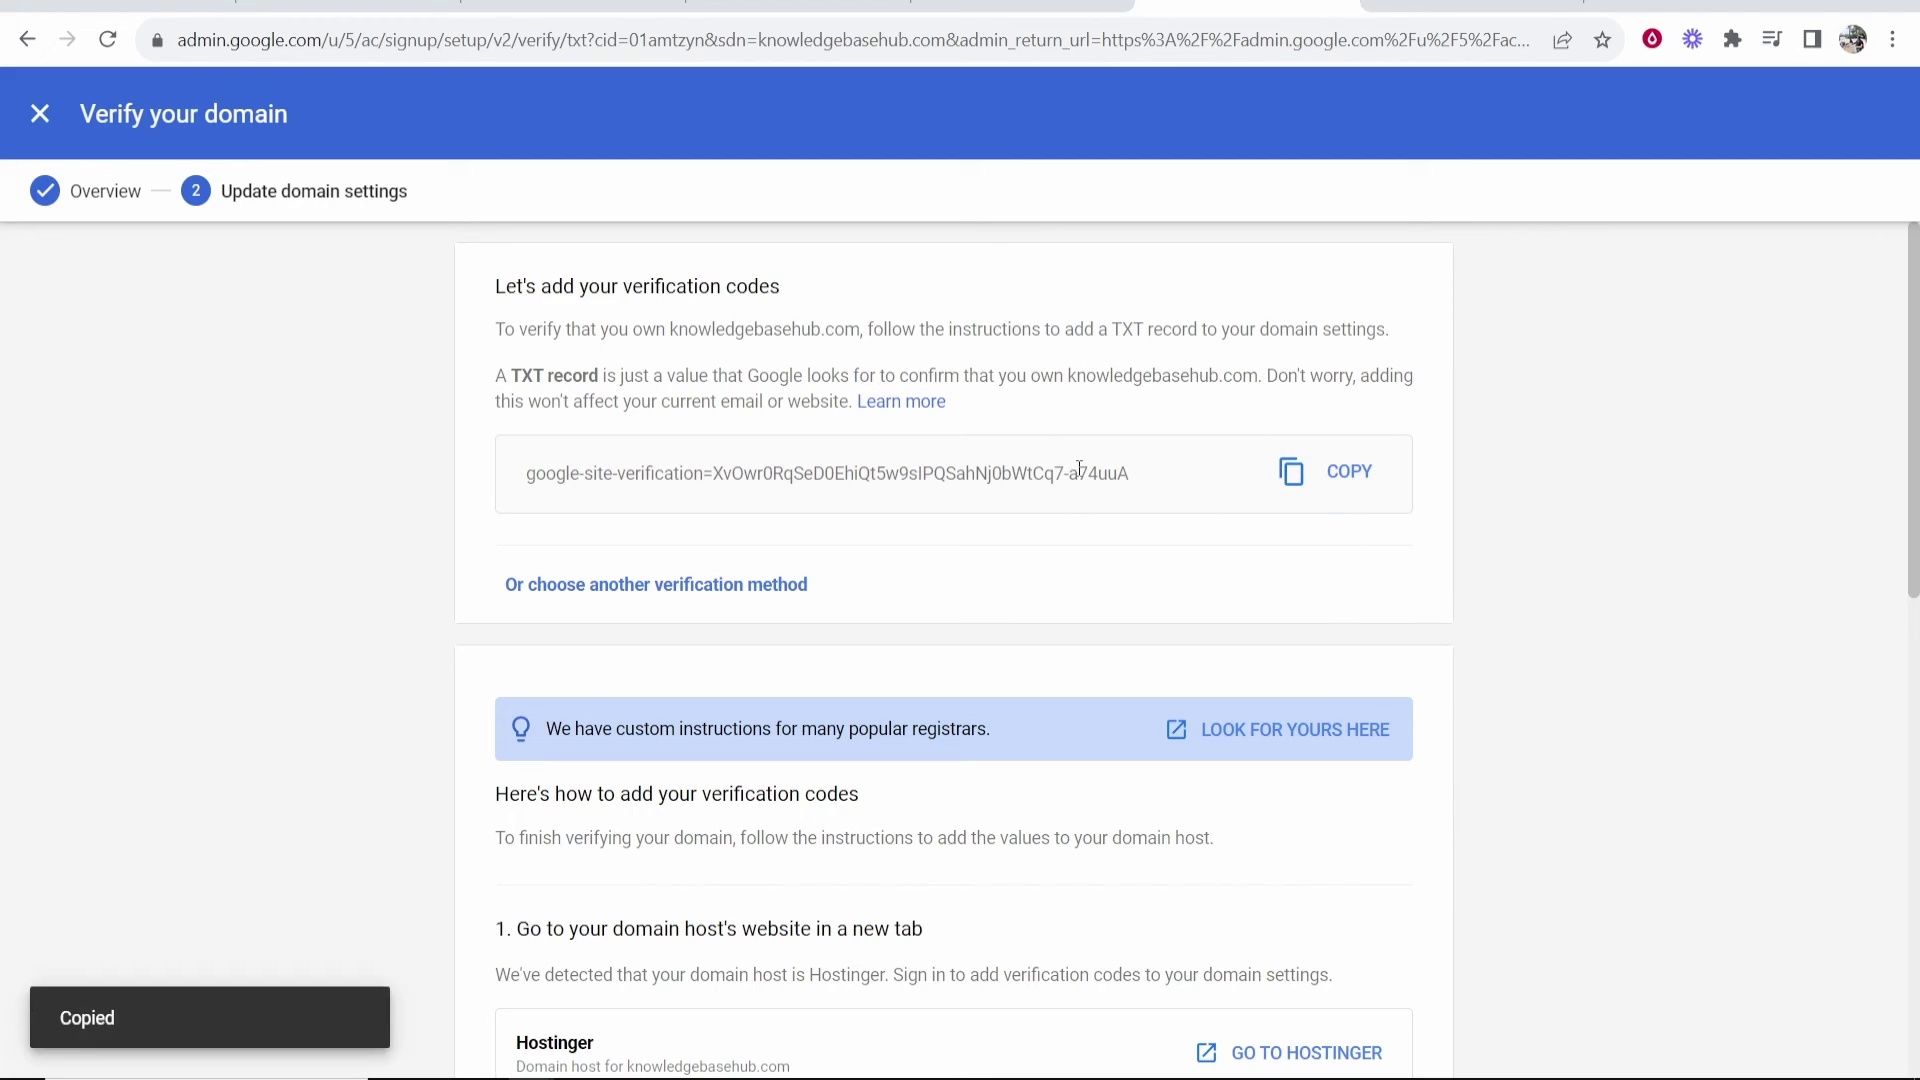 admin.google.com/u/5/ac/signup/setup/v2/verify/txt?cid=01amtzyn&sdn=knowledgebasehub.com&admin_return_url=https%3A%2F%2Fadmin.google.com%2Fu%2F5%2Fac...
Verify your domain
Overview
2 Update domain settings
Let's add your verification codes
To verify that you own knowledgebasehub.com, follow the instructions to add a TXT record to your domain settings.
A TXT record is just a value that Google looks for to confirm that you own knowledgebasehub.com. Don't worry, adding
this won't affect your current email or website. Learn more
google-site-verification=XvOwr0RqSeD0EhiQt5w9sIPQSahNj0bWtCq7-a74uuA
COPY
Or choose another verification method
We have custom instructions for many popular registrars.
LOOK FOR YOURS HERE
Here's how to add your verification codes
To finish verifying your domain, follow the instructions to add the values to your domain host.
1. Go to your domain host's website in a new tab
We've detected that your domain host is Hostinger. Sign in to add verification codes to your domain settings.
Hostinger
Domain host for knowledgebasehub.com
GO TO HOSTINGER
Copied